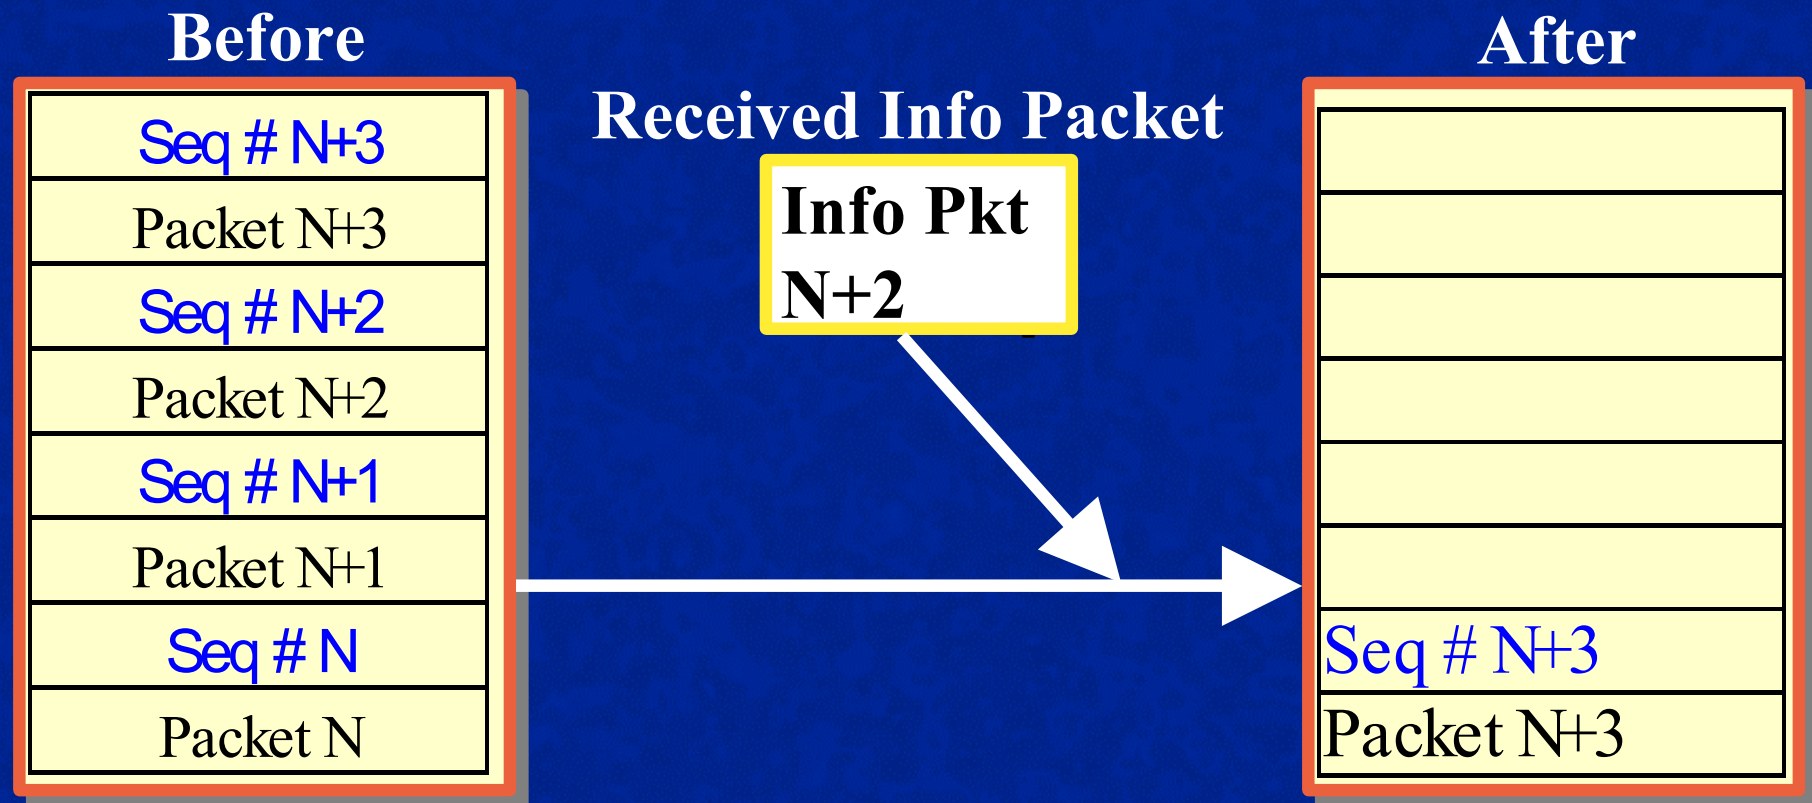 Before
Seq # N+3
Packet N+3
Seq # N+2
Packet N+2
Seq # N+1
Packet N+1
Seq # N
Packet N
Received Info Packet
Info Pkt
N+2
After
Seq # N+3
Packet N+3